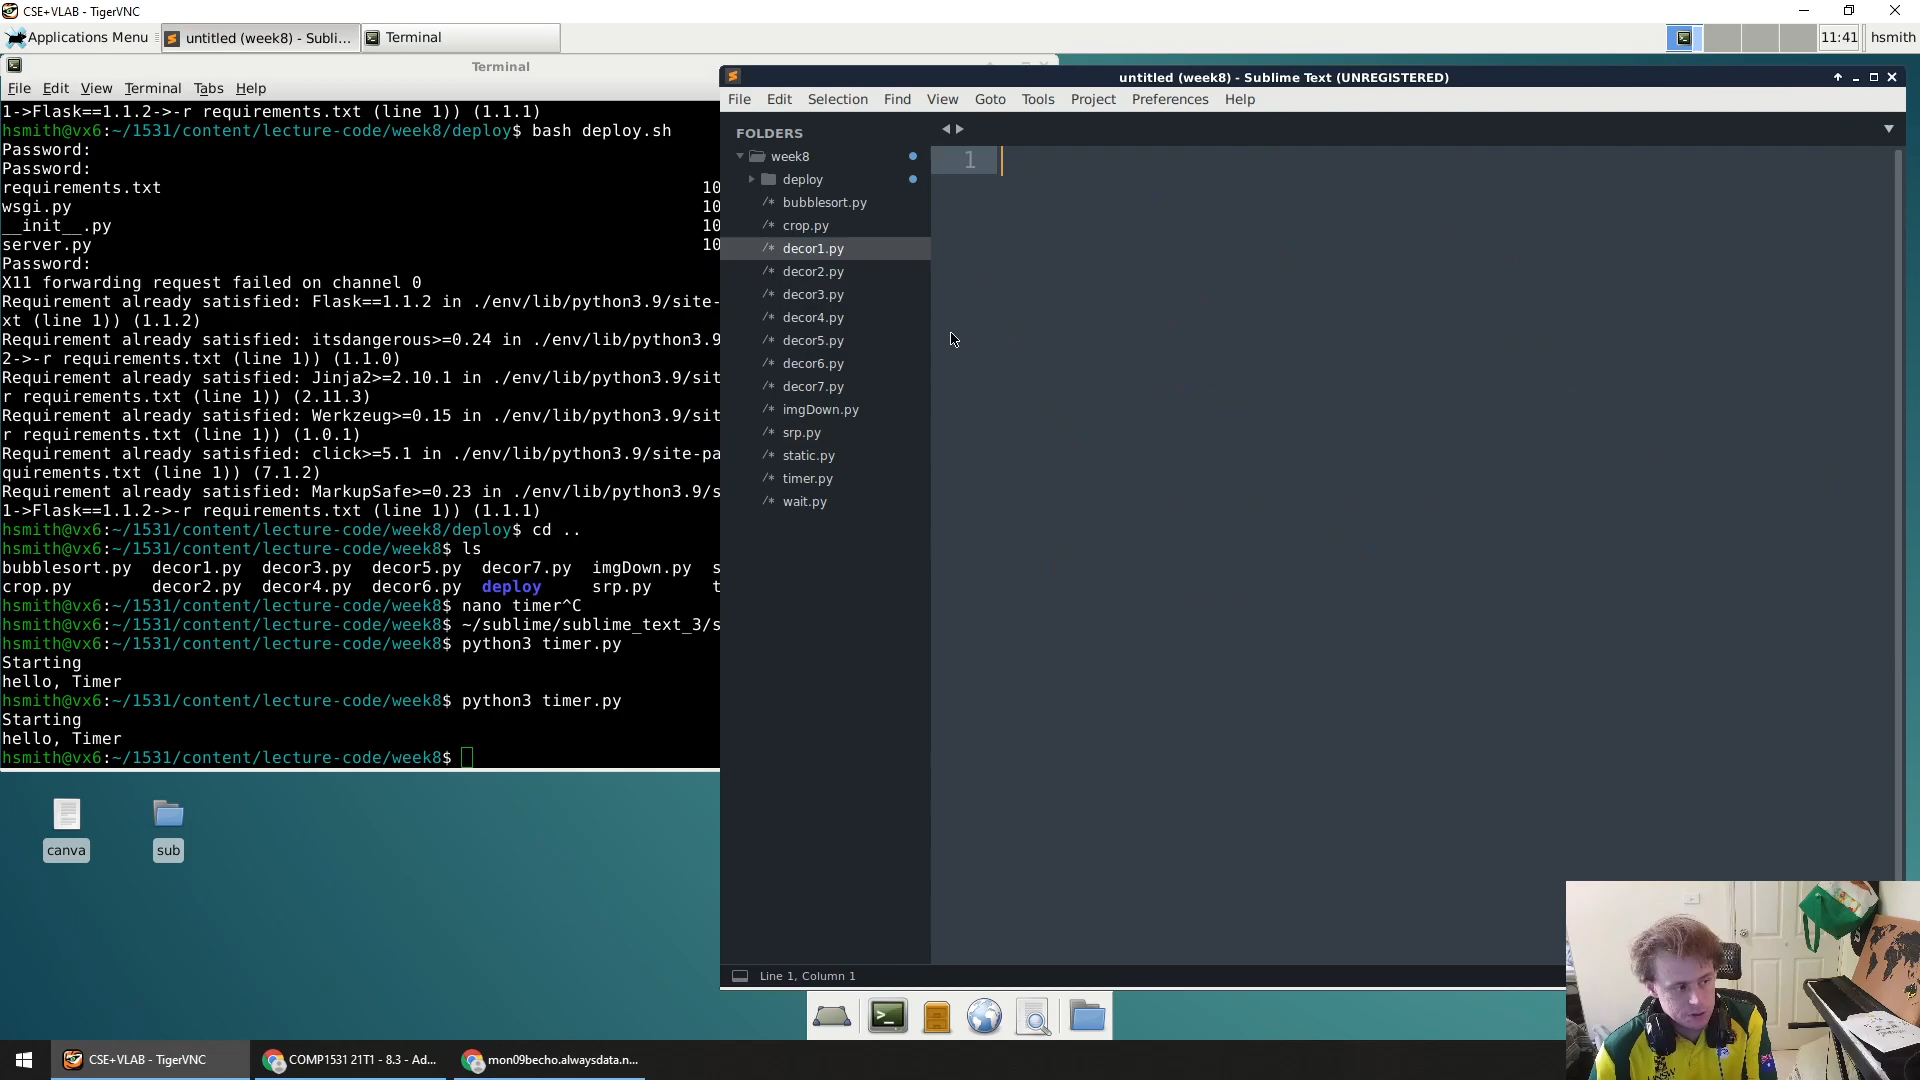 CSE+VLAB - TigerVNC
Applications Menu
untitled (week8) - Subli...
Terminal
11:41
hsmith
Terminal
File Edit View Terminal Tabs Help
1->Flask==1.1.2->-r requirements.txt (line 1)) (1.1.1)
hsmith@vx6:~/1531/content/lecture-code/week8/deploy$ bash deploy.sh
Password:
Password:
requirements.txt 10
wsgi.py 10
__init__.py 10
server.py 10
Password:
X11 forwarding request failed on channel 0
Requirement already satisfied: Flask==1.1.2 in ./env/lib/python3.9/site-
xt (line 1)) (1.1.2)
Requirement already satisfied: itsdangerous>=0.24 in ./env/lib/python3.9
2->-r requirements.txt (line 1)) (1.1.0)
Requirement already satisfied: Jinja2>=2.10.1 in ./env/lib/python3.9/sit
r requirements.txt (line 1)) (2.11.3)
Requirement already satisfied: Werkzeug>=0.15 in ./env/lib/python3.9/sit
r requirements.txt (line 1)) (1.0.1)
Requirement already satisfied: click>=5.1 in ./env/lib/python3.9/site-pa
quirements.txt (line 1)) (7.1.2)
Requirement already satisfied: MarkupSafe>=0.23 in ./env/lib/python3.9/s
1->Flask==1.1.2->-r requirements.txt (line 1)) (1.1.1)
hsmith@vx6:~/1531/content/lecture-code/week8/deploy$ cd ..
hsmith@vx6:~/1531/content/lecture-code/week8$ ls
bubblesort.py decor1.py decor3.py decor5.py decor7.py imgDown.py s
crop.py decor2.py decor4.py decor6.py deploy srp.py t
hsmith@vx6:~/1531/content/lecture-code/week8$ nano timer^C
hsmith@vx6:~/1531/content/lecture-code/week8$ ~/sublime/sublime_text_3/s
hsmith@vx6:~/1531/content/lecture-code/week8$ python3 timer.py
Starting
hello, Timer
hsmith@vx6:~/1531/content/lecture-code/week8$ python3 timer.py
Starting
hello, Timer
hsmith@vx6:~/1531/content/lecture-code/week8$
untitled (week8) - Sublime Text (UNREGISTERED)
File Edit Selection Find View Goto Tools Project Preferences Help
FOLDERS
week8
deploy
/* bubblesort.py
/* crop.py
/* decor1.py
/* decor2.py
/* decor3.py
/* decor4.py
/* decor5.py
/* decor6.py
/* decor7.py
/* imgDown.py
/* srp.py
/* static.py
/* timer.py
/* wait.py
1
Line 1, Column 1
canva
sub
CSE+VLAB - TigerVNC
COMP1531 21T1 - 8.3 - Ad...
mon09becho.alwaysdata.n...